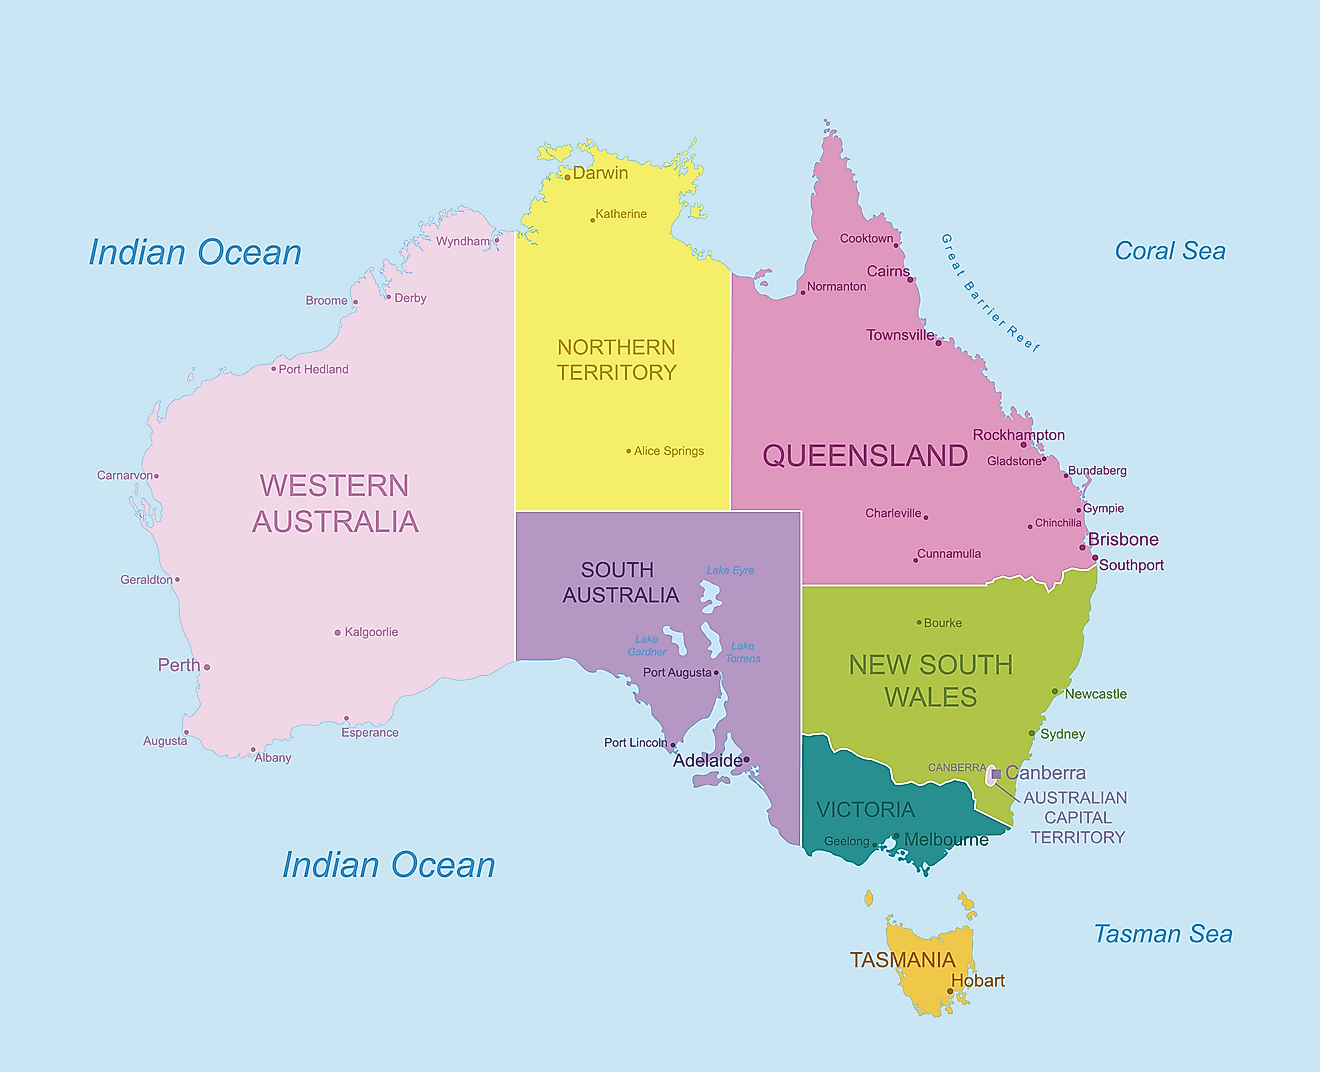 Darwin
Katherine
Wyndham
Indian Ocean
Cooktown
Great Barrier Reef
Coral Sea
Cairns
Normanton
Broome
Derby
Townsville
NORTHERN
TERRITORY
Port Hedland
Rockhampton
Alice Springs
QUEENSLAND
Gladstone
Bundaberg
Carnarvon
WESTERN
AUSTRALIA
Charleville
Gympie
Chinchilla
Brisbone
Cunnamulla
Southport
SOUTH
AUSTRALIA
Lake Eyre
Geraldton
Bourke
Kalgoorlie
Lake
Gardner
Lake
Torrens
Perth
Port Augusta
NEW SOUTH
WALES
Newcastle
Esperance
Sydney
Augusta
Port Lincoln
Albany
Adelaide
CANBERRA
Canberra
AUSTRALIAN
CAPITAL
TERRITORY
VICTORIA
Geelong
Melbourne
Indian Ocean
Tasman Sea
TASMANIA
Hobart